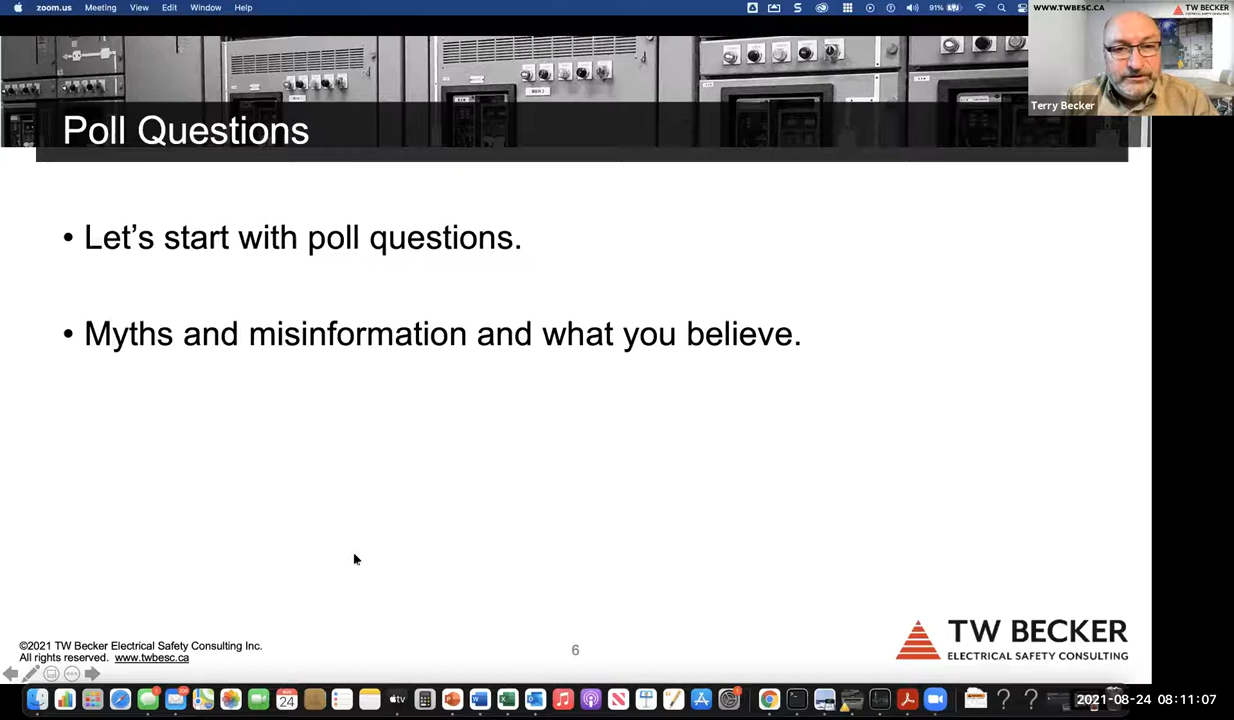 zoom.us Meeting View Edit Window Help
91%
WWW.TWBESC.CA
TW BECKER
Terry Becker
Poll Questions
• Let’s start with poll questions.
• Myths and misinformation and what you believe.
©2021 TW Becker Electrical Safety Consulting Inc.
All rights reserved. www.twbesc.ca
6
TW BECKER
ELECTRICAL SAFETY CONSULTING
24
tv
2021-08-24 08:11:07